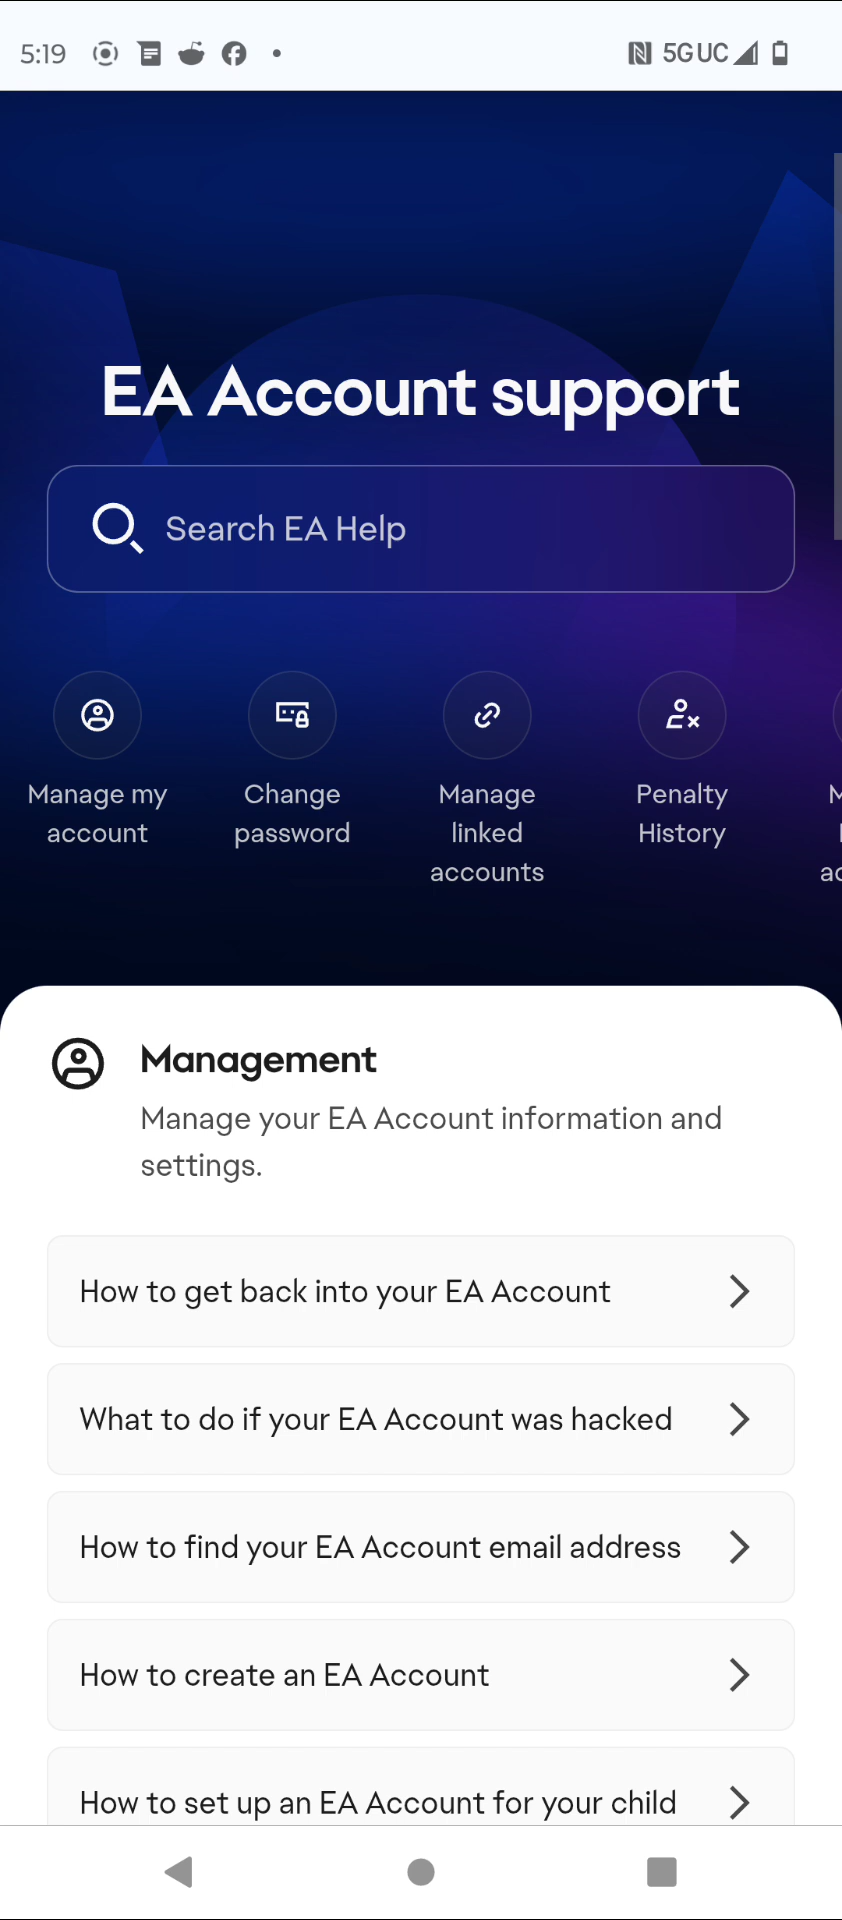 5:19
5G UC
EA Account support
Search EA Help
Manage my
account
Change
password
Manage
linked
accounts
Penalty
History
Management
Manage your EA Account information and
settings.
How to get back into your EA Account
What to do if your EA Account was hacked
How to find your EA Account email address
How to create an EA Account
How to set up an EA Account for your child